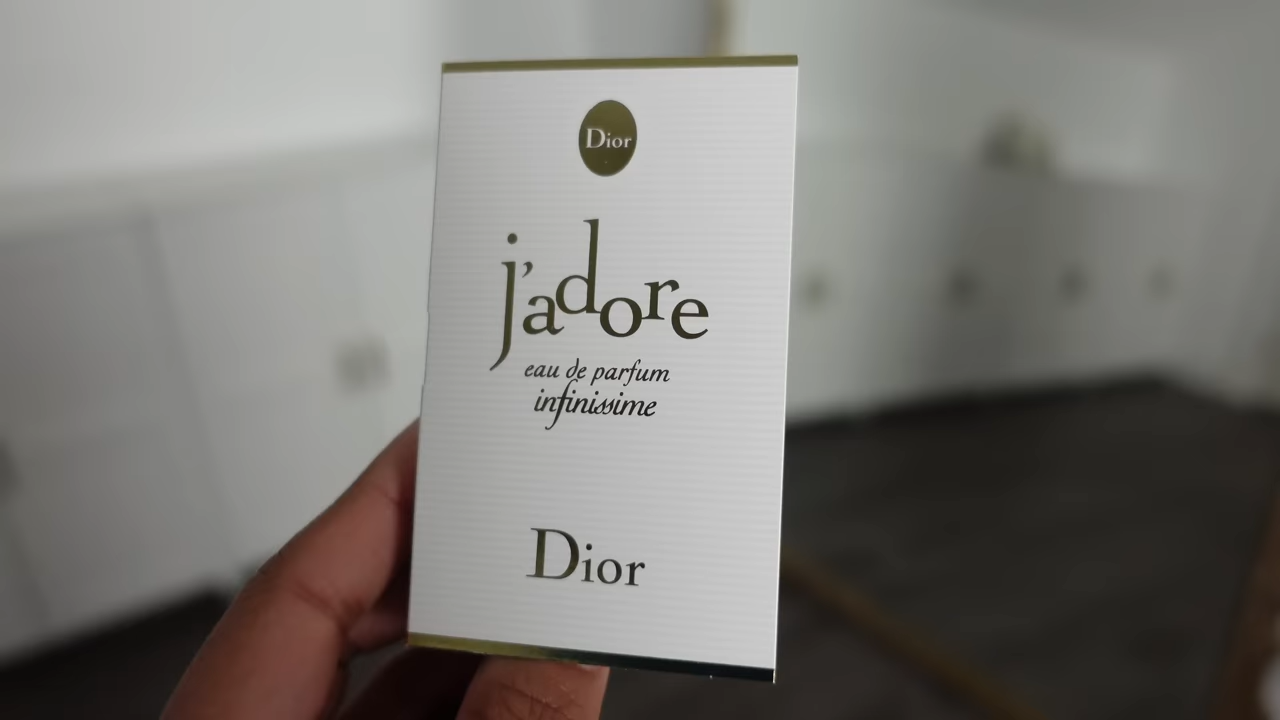 Dior
j'adore
eau de parfum
infinissime
Dior